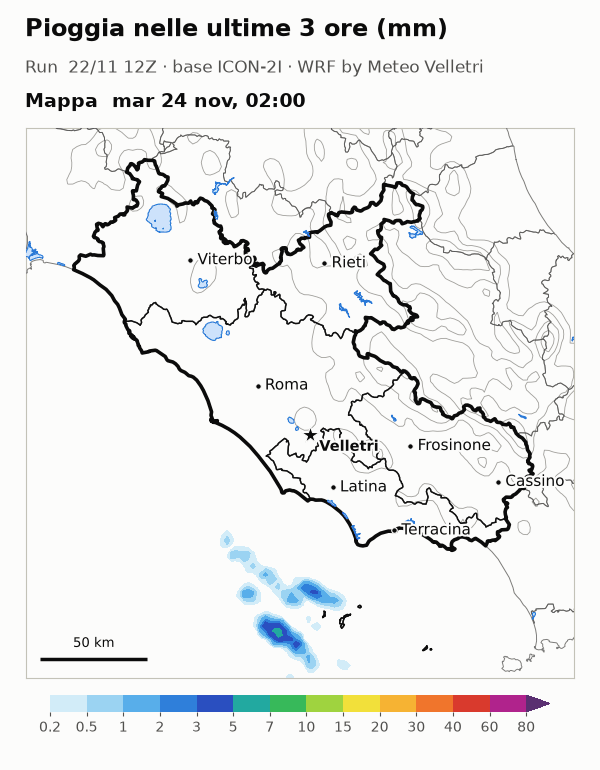 Pioggia nelle ultime 3 ore (mm)
Run  22/11 12Z · base ICON-2I · WRF by Meteo Velletri
Mappa  mar 24 nov, 02:00
Viterbo
Rieti
Roma
Velletri
Frosinone
Latina
Cassino
Terracina
50 km
0.2 0.5 1 2 3 5 7 10 15 20 30 40 60 80